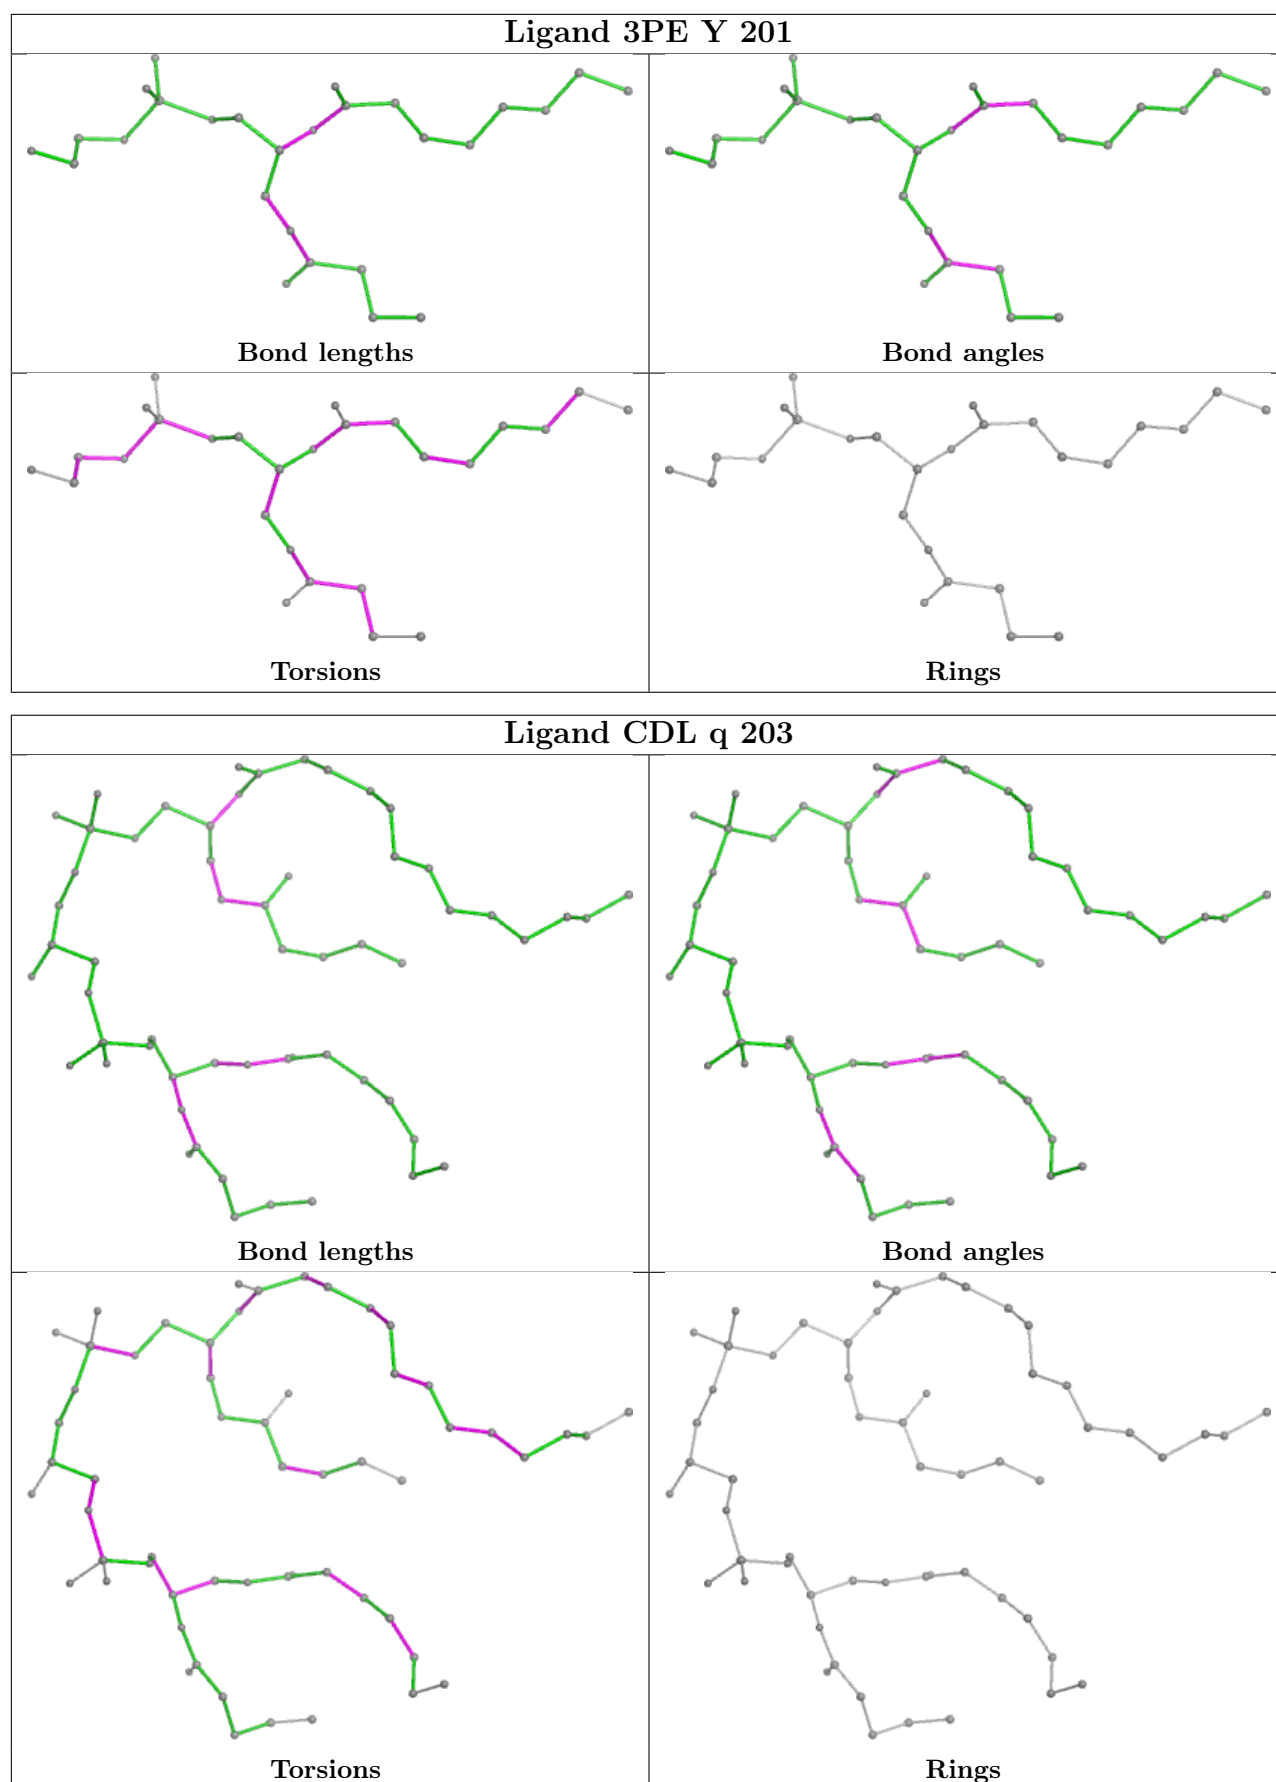 Ligand 3PE Y 201
Bond lengths
Bond angles
Torsions
Rings
Ligand CDL q 203
Bond lengths
Bond angles
Torsions
Rings